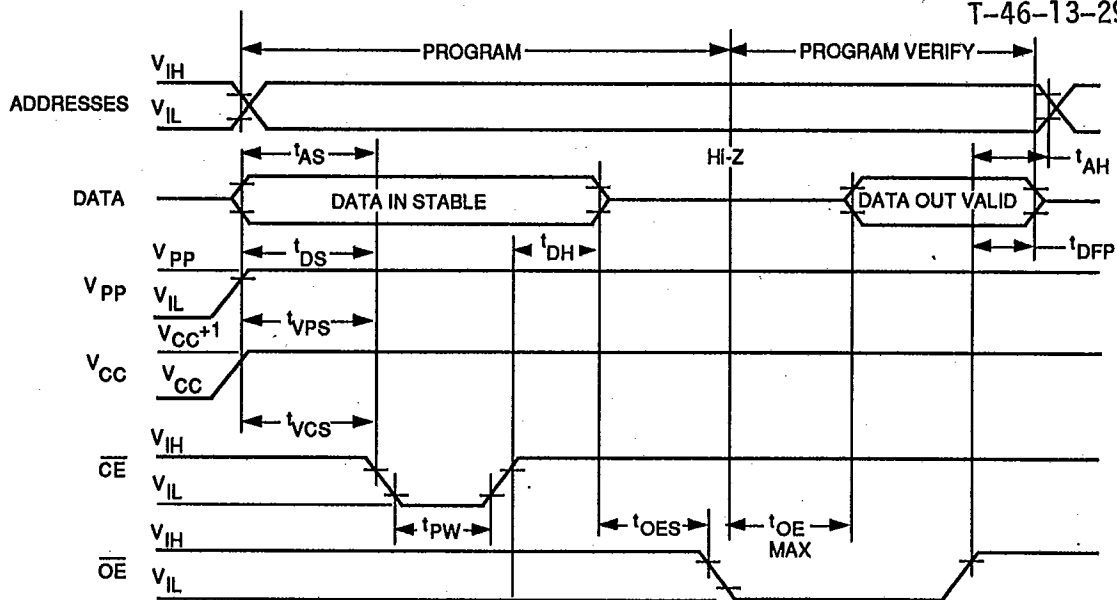 T-46-13-29
PROGRAM
PROGRAM VERIFY
ADDRESSES
VIH
VIL
tAS
Hi-Z
tAH
DATA
DATA IN STABLE
DATA OUT VALID
tDS
tDH
tDFP
VPP
VPP
VIL
tVPS
VCC+1
VCC
VCC
tVCS
VIH
CE
VIL
tPW
tOES
tOE
MAX
VIH
OE
VIL